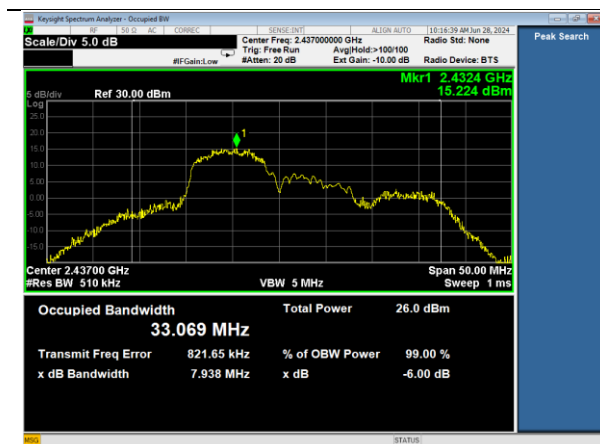 Keysight Spectrum Analyzer - Occupied BW
RF 50 Ω AC CORREC SENSE:INT ALIGN AUTO 10:16:39 AM Jun 28, 2024
Scale/Div 5.0 dB Center Freq: 2.437000000 GHz Radio Std: None Peak Search
Trig: Free Run Avg|Hold:>100/100
#IFGain:Low #Atten: 20 dB Ext Gain: -10.00 dB Radio Device: BTS
Mkr1 2.4324 GHz
5 dB/div Ref 30.00 dBm 15.224 dBm
Log
25.0
20.0
1
15.0
10.0
5.00
0.00
-5.00
-10.0
-15.0
Center 2.43700 GHz Span 50.00 MHz
#Res BW 510 kHz VBW 5 MHz Sweep 1 ms
Occupied Bandwidth Total Power 26.0 dBm
33.069 MHz
Transmit Freq Error 821.65 kHz % of OBW Power 99.00 %
x dB Bandwidth 7.938 MHz x dB -6.00 dB
MSG STATUS